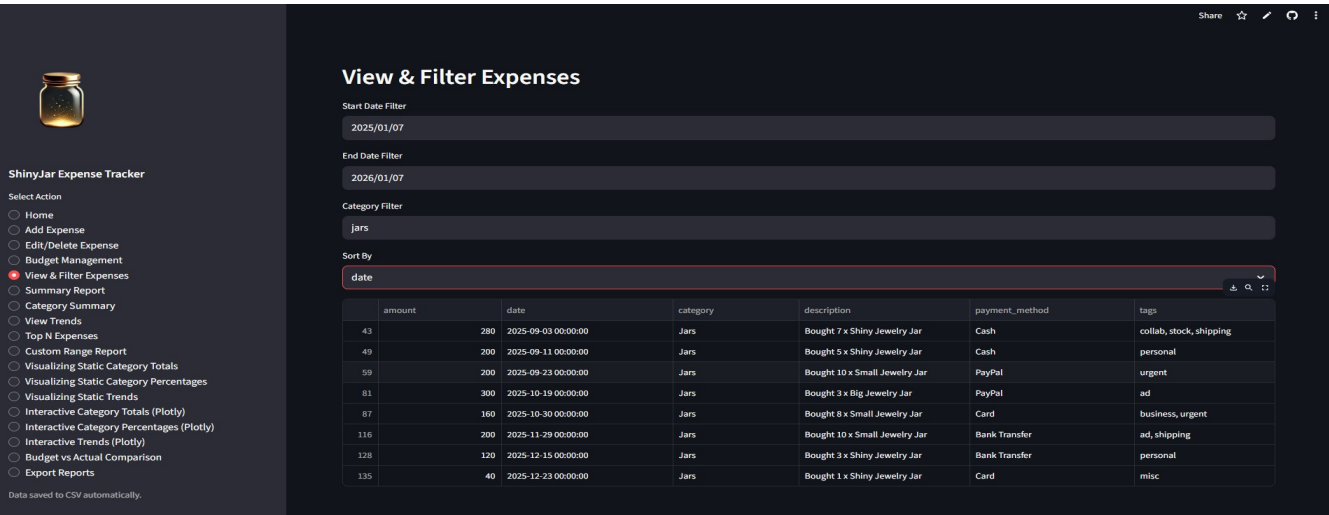 Share
ShinyJar Expense Tracker
Select Action
Home
Add Expense
Edit/Delete Expense
Budget Management
View & Filter Expenses
Summary Report
Category Summary
View Trends
Top N Expenses
Custom Range Report
Visualizing Static Category Totals
Visualizing Static Category Percentages
Visualizing Static Trends
Interactive Category Totals (Plotly)
Interactive Category Percentages (Plotly)
Interactive Trends (Plotly)
Budget vs Actual Comparison
Export Reports
Data saved to CSV automatically.
View & Filter Expenses
Start Date Filter
2025/01/07
End Date Filter
2026/01/07
Category Filter
jars
Sort By
date
amount date category description payment_method tags
43 280 2025-09-03 00:00:00 Jars Bought 7 x Shiny Jewelry Jar Cash collab, stock, shipping
49 200 2025-09-11 00:00:00 Jars Bought 5 x Shiny Jewelry Jar Cash personal
59 200 2025-09-23 00:00:00 Jars Bought 10 x Small Jewelry Jar PayPal urgent
81 300 2025-10-19 00:00:00 Jars Bought 3 x Big Jewelry Jar PayPal ad
87 160 2025-10-30 00:00:00 Jars Bought 8 x Small Jewelry Jar Card business, urgent
116 200 2025-11-29 00:00:00 Jars Bought 10 x Small Jewelry Jar Bank Transfer ad, shipping
128 120 2025-12-15 00:00:00 Jars Bought 3 x Shiny Jewelry Jar Bank Transfer personal
135 40 2025-12-23 00:00:00 Jars Bought 1 x Shiny Jewelry Jar Card misc